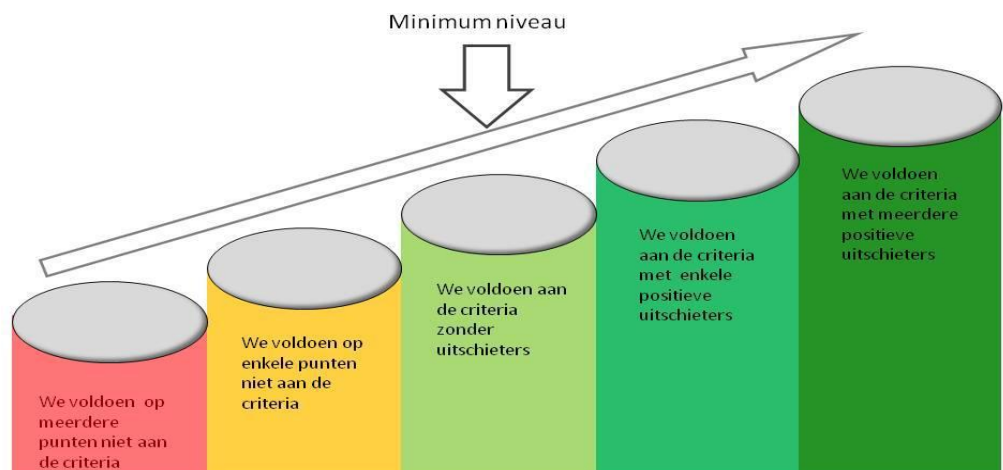 Minimum niveau
We voldoen op
meerdere
punten niet aan
de criteria
We voldoen op
enkele punten
niet aan de
criteria
We voldoen aan
de criteria
zonder
uitschieters
We voldoen
aan de criteria
met enkele
positieve
uitschieters
We voldoen
aan de criteria
met meerdere
positieve
uitschieters